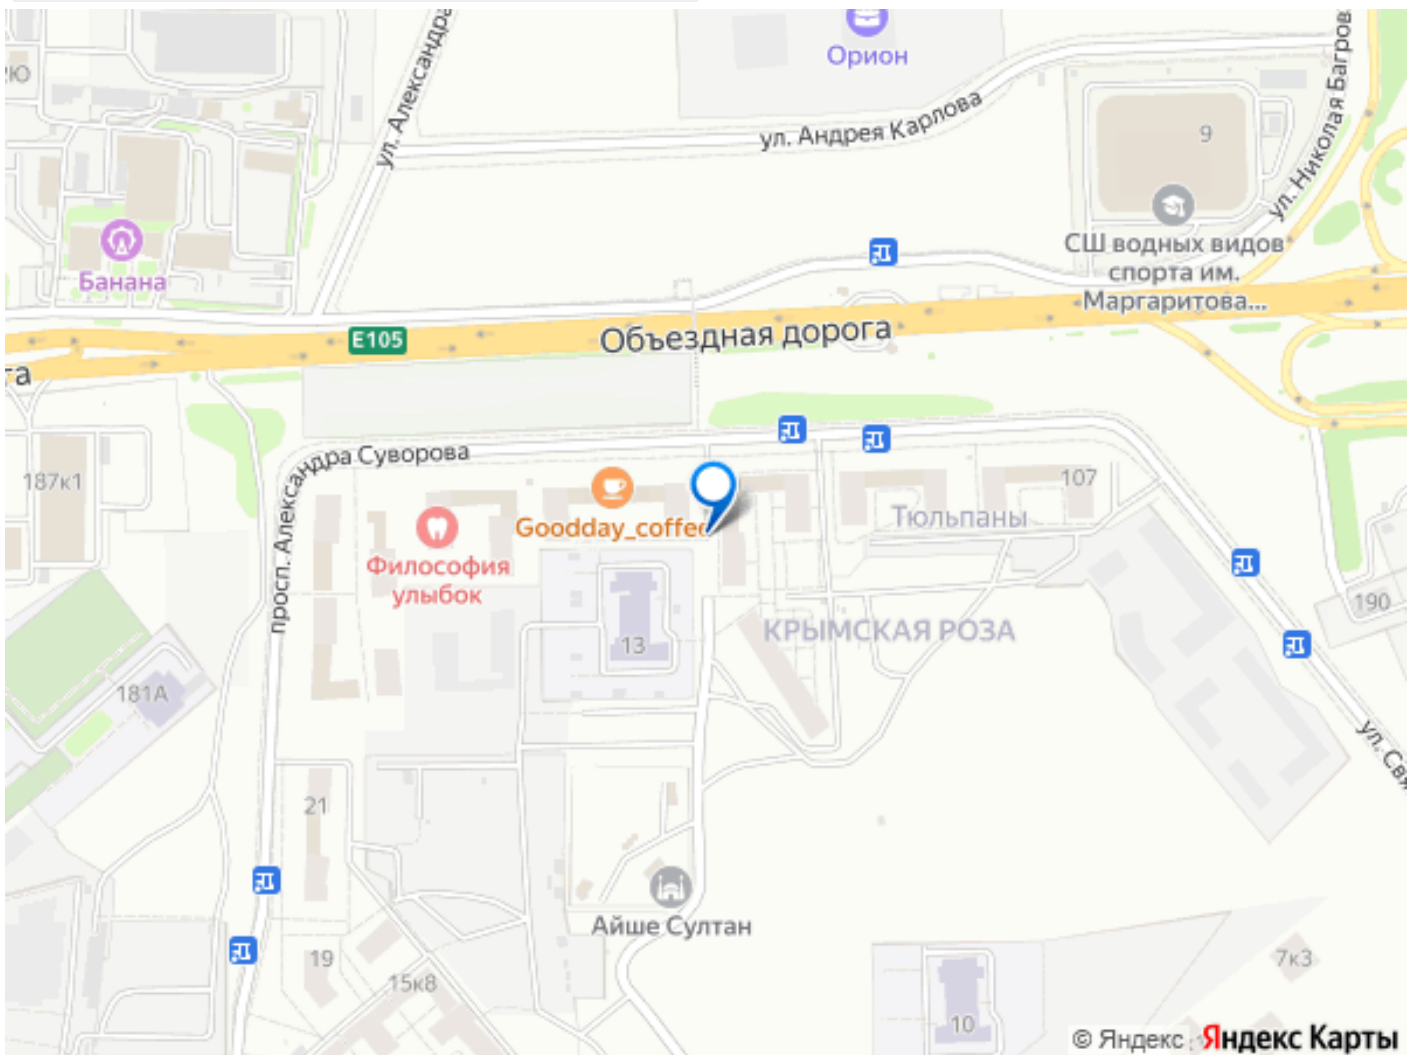 Орион
ул. Александра
ул. Андрея Карлова
ул. Николая Багров
9
СШ водных видов
спорта им.
Маргаритова...
Банана
E105
Объездная дорога
га
просп. Александра Суворова
187к1
107
Goodday_coffee
Тюльпаны
Философия
улыбок
190
КРЫМСКАЯ РОЗА
13
181А
ул. Свя
21
Айше Султан
19
15к8
7к3
10
© Яндекс
Яндекс Карты